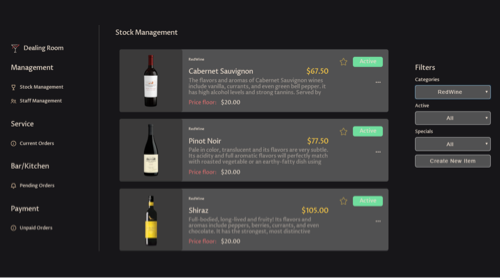 Stock Management
Dealing Room
Management
Stock Management
Staff Management
Service
Current Orders
Bar/Kitchen
Pending Orders
Payment
Unpaid Orders
RedWine
Active
Cabernet Sauvignon
$67.50
The flavors and aromas of Cabernet Sauvignon wines
include vanilla, currants, and even green bell pepper. It
has high alcohol levels and strong tannins. Served by
Price floor: $20.00
RedWine
Active
Pinot Noir
$77.50
Pale in color, translucent and its flavors are very subtle.
Its acidity and full aromatic flavors will perfectly match
with roasted vegetable or an earthe-fatty dish using
Price floor: $20.00
RedWine
Active
Shiraz
$105.00
Full-bodied, long-lined and fruity! Its flavors and
aromas include peppers, berries, currants, and even
chocolate. It has the strongest, most distinctive
Price floor: $20.00
Filters
Categories
RedWine
Active
All
Specials
All
Create New Item